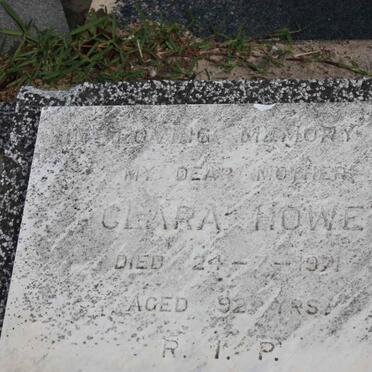 IN LOVING MEMORY
MY DEAR MOTHER
CLARA HOWE
DIED 24-7-1971
AGED 92 YRS.
R. I. P.